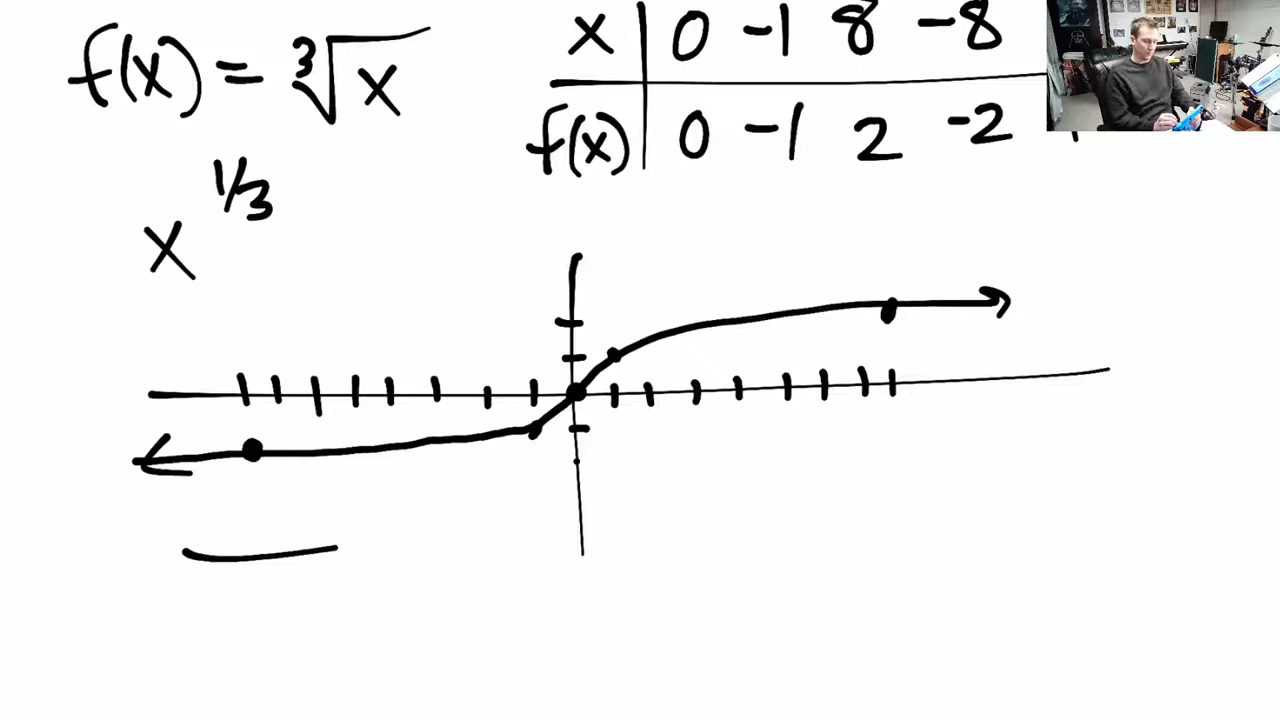 f(x) = ∛x
x 0 -1 8 -8
f(x) 0 -1 2 -2
x^1/3